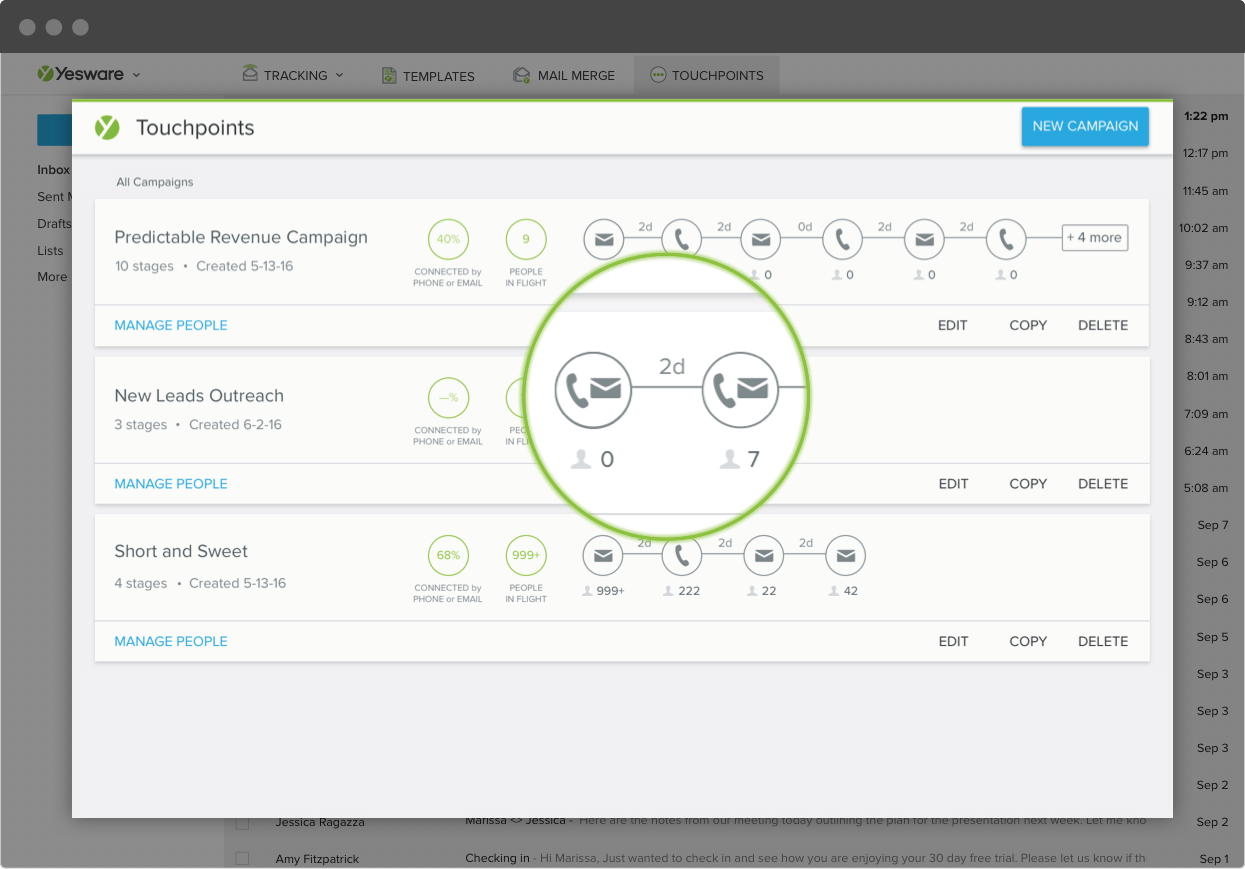 Yesware
TRACKING
TEMPLATES
MAIL MERGE
TOUCHPOINTS
Touchpoints
NEW CAMPAIGN
All Campaigns
Inbox
Sent M
Drafts
Lists
More
Predictable Revenue Campaign
10 stages • Created 5-13-16
40%
CONNECTED by
PHONE or EMAIL
9
PEOPLE
IN FLIGHT
2d 2d 0d 2d 2d
+ 4 more
0 0 0 0
MANAGE PEOPLE
EDIT COPY DELETE
New Leads Outreach
3 stages • Created 6-2-16
—%
CONNECTED by
PHONE or EMAIL
PEO
IN FL
2d
0 7
MANAGE PEOPLE
EDIT COPY DELETE
Short and Sweet
4 stages • Created 5-13-16
68%
CONNECTED by
PHONE or EMAIL
999+
PEOPLE
IN FLIGHT
2d 2d 2d
999+ 222 22 42
MANAGE PEOPLE
EDIT COPY DELETE
1:22 pm
12:17 pm
11:45 am
10:02 am
9:37 am
9:12 am
8:43 am
8:01 am
7:09 am
6:24 am
5:08 am
Sep 7
Sep 6
Sep 6
Sep 5
Sep 3
Sep 3
Sep 3
Sep 2
Jessica Ragazza Marissa <> Jessica - Here are the notes from our meeting today outlining the plan for the presentation next week. Let me kno Sep 2
Amy Fitzpatrick Checking in - Hi Marissa, Just wanted to check in and see how you are enjoying your 30 day free trial. Please let us know if th Sep 1